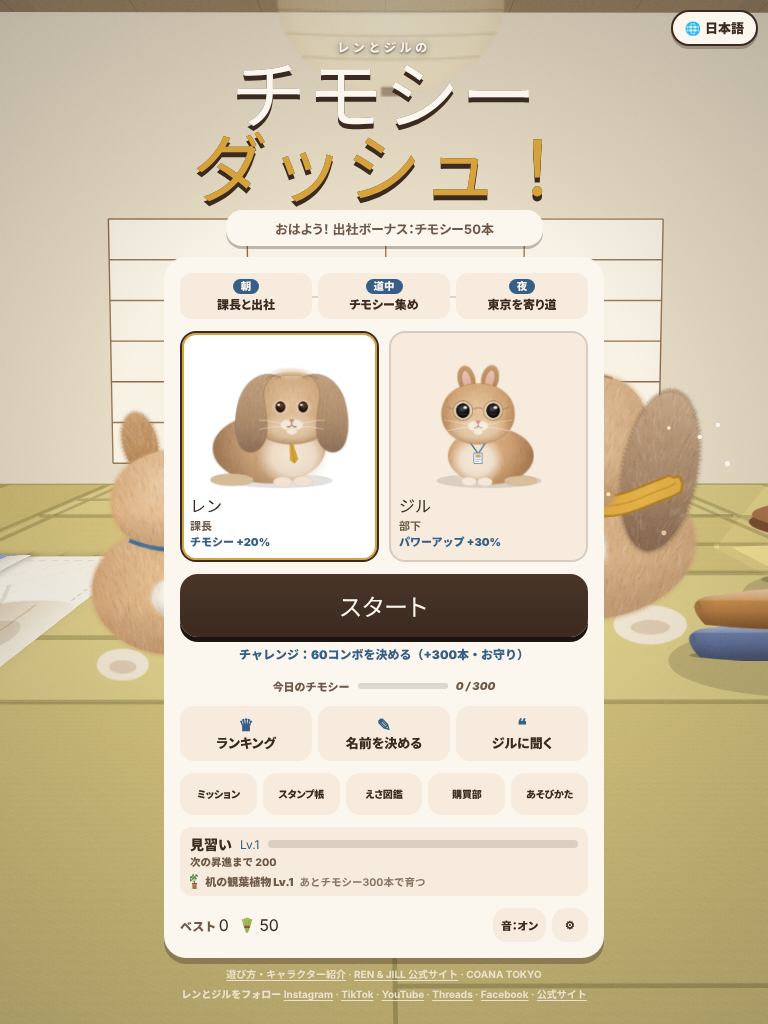 日本語
レンとジルの
チモシー
ダッシュ！
おはよう！ 出社ボーナス：チモシー50本
朝
課長と出社
道中
チモシー集め
夜
東京を寄り道
レン
課長
チモシー +20%
ジル
部下
パワーアップ +30%
スタート
チャレンジ：60コンボを決める（+300本・お守り）
今日のチモシー 0 / 300
ランキング
名前を決める
ジルに聞く
ミッション
スタンプ帳
えさ図鑑
購買部
あそびかた
見習い Lv.1
次の昇進まで 200
机の観葉植物 Lv.1 あとチモシー300本で育つ
ベスト 0 50
音：オン
遊び方・キャラクター紹介 · REN & JILL 公式サイト · COANA TOKYO
レンとジルをフォロー Instagram · TikTok · YouTube · Threads · Facebook · 公式サイト